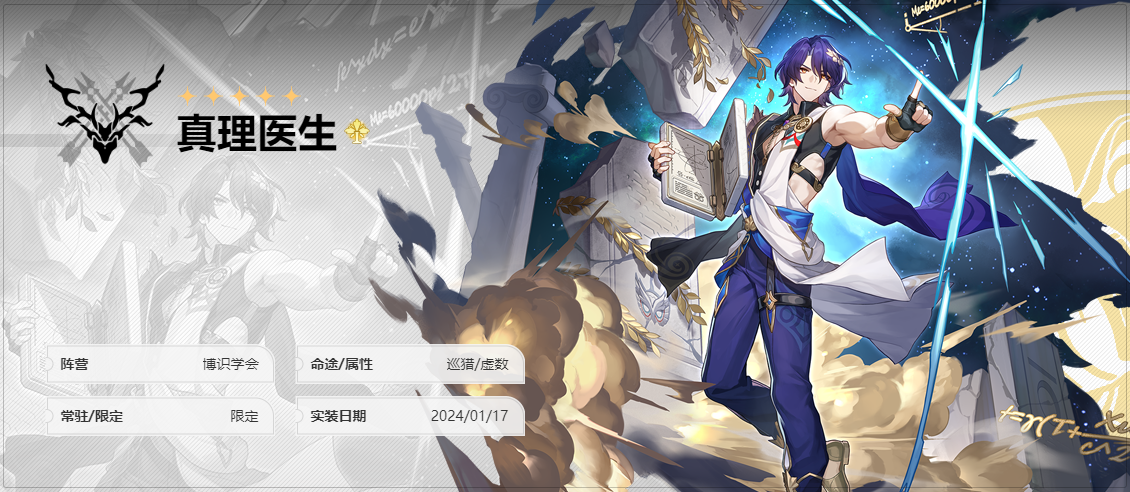 真理医生
阵营 博识学会
命途/属性 巡猎/虚数
常驻/限定 限定
实装日期 2024/01/17